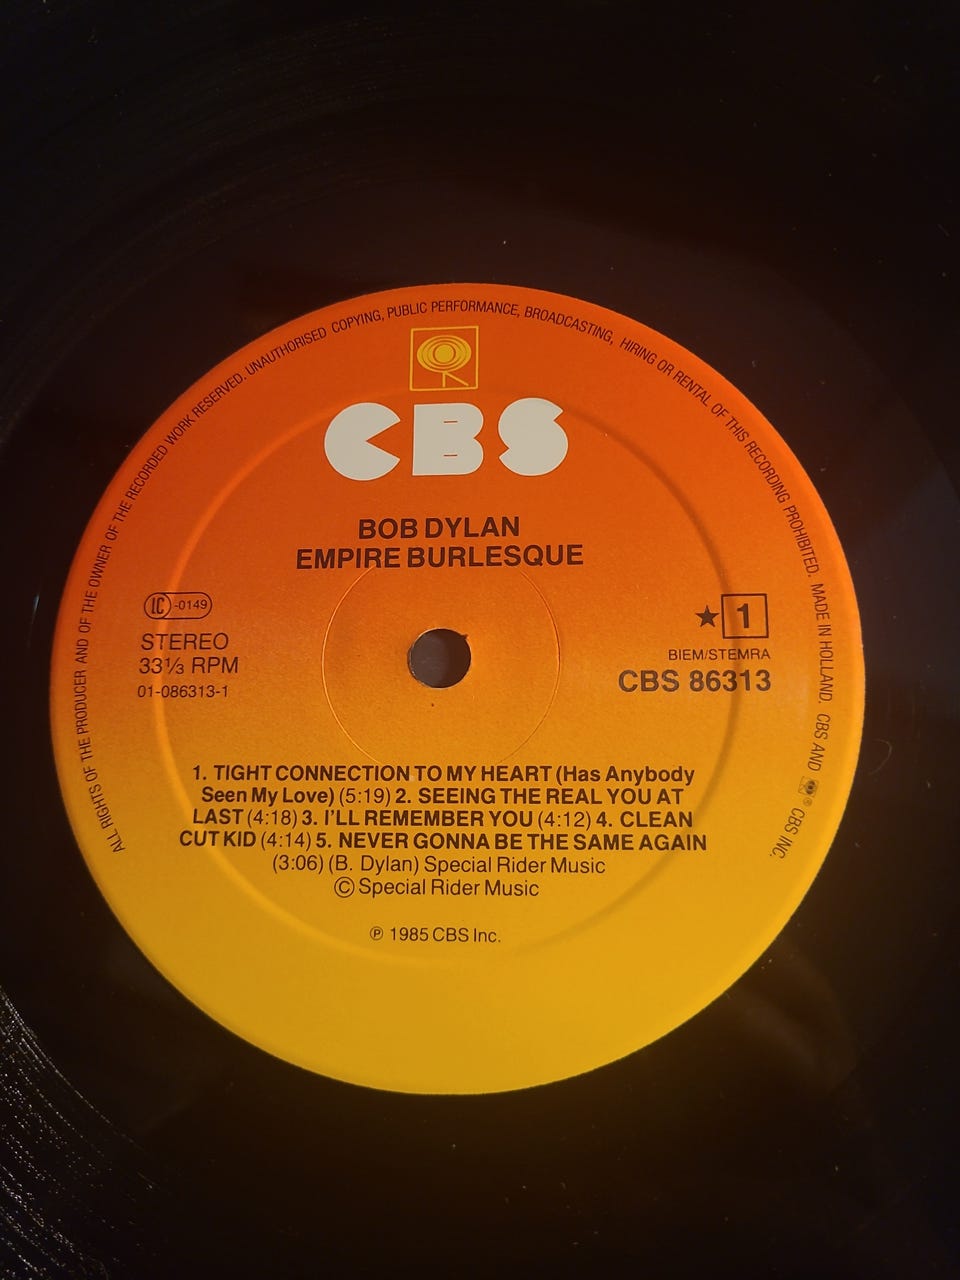 ALL RIGHTS OF THE PRODUCER AND OF THE OWNER OF THE RECORDED WORK RESERVED. UNAUTHORISED COPYING, PUBLIC PERFORMANCE, BROADCASTING, HIRING OR RENTAL OF THIS RECORDING PROHIBITED. MADE IN HOLLAND. CBS AND ® CBS INC.
CBS
BOB DYLAN
EMPIRE BURLESQUE
LC -0149
STEREO
33⅓ RPM
01-086313-1
★ 1
BIEM/STEMRA
CBS 86313
1. TIGHT CONNECTION TO MY HEART (Has Anybody
Seen My Love) (5:19) 2. SEEING THE REAL YOU AT
LAST (4:18) 3. I'LL REMEMBER YOU (4:12) 4. CLEAN
CUT KID (4:14) 5. NEVER GONNA BE THE SAME AGAIN
(3:06) (B. Dylan) Special Rider Music
© Special Rider Music
℗ 1985 CBS Inc.